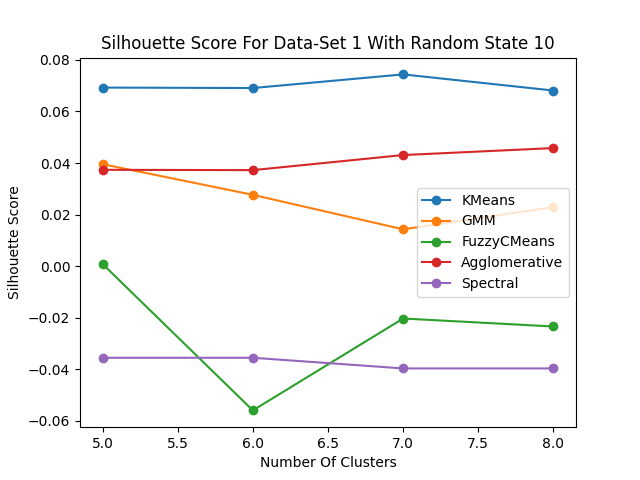 Silhouette Score For Data-Set 1 With Random State 10
Silhouette Score
0.08
0.06
0.04
0.02
0.00
−0.02
−0.04
−0.06
KMeans
GMM
FuzzyCMeans
Agglomerative
Spectral
5.0 5.5 6.0 6.5 7.0 7.5 8.0
Number Of Clusters